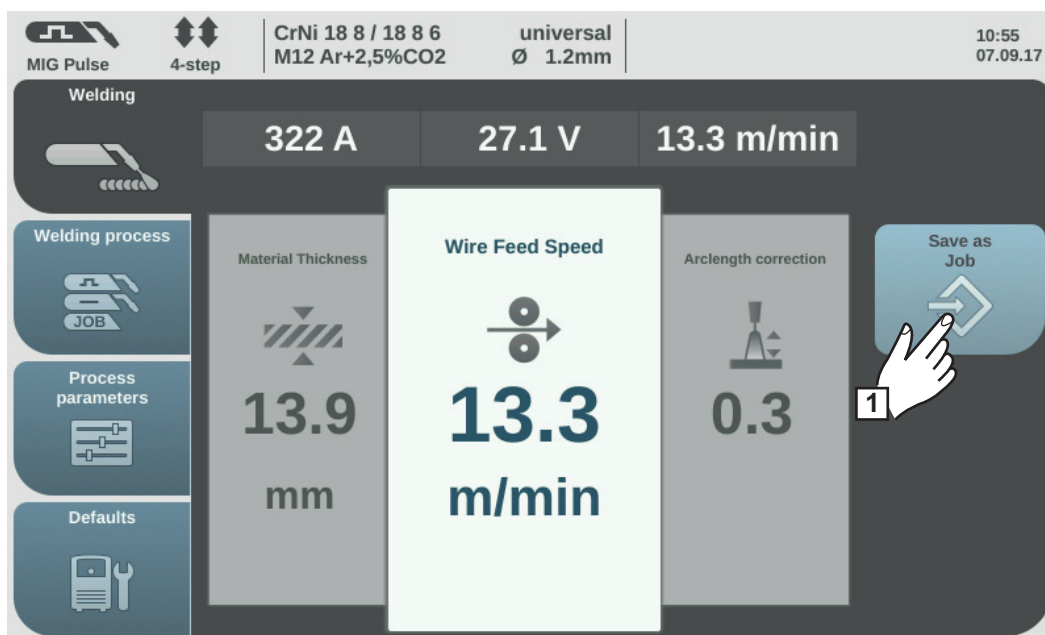 MIG Pulse
4-step
CrNi 18 8 / 18 8 6 universal
M12 Ar+2,5%CO2 Ø 1.2mm
10:55
07.09.17
Welding
322 A 27.1 V 13.3 m/min
Welding process
JOB
Process
parameters
Defaults
Material Thickness
13.9
mm
Wire Feed Speed
13.3
m/min
Arclength correction
0.3
Save as
Job
1